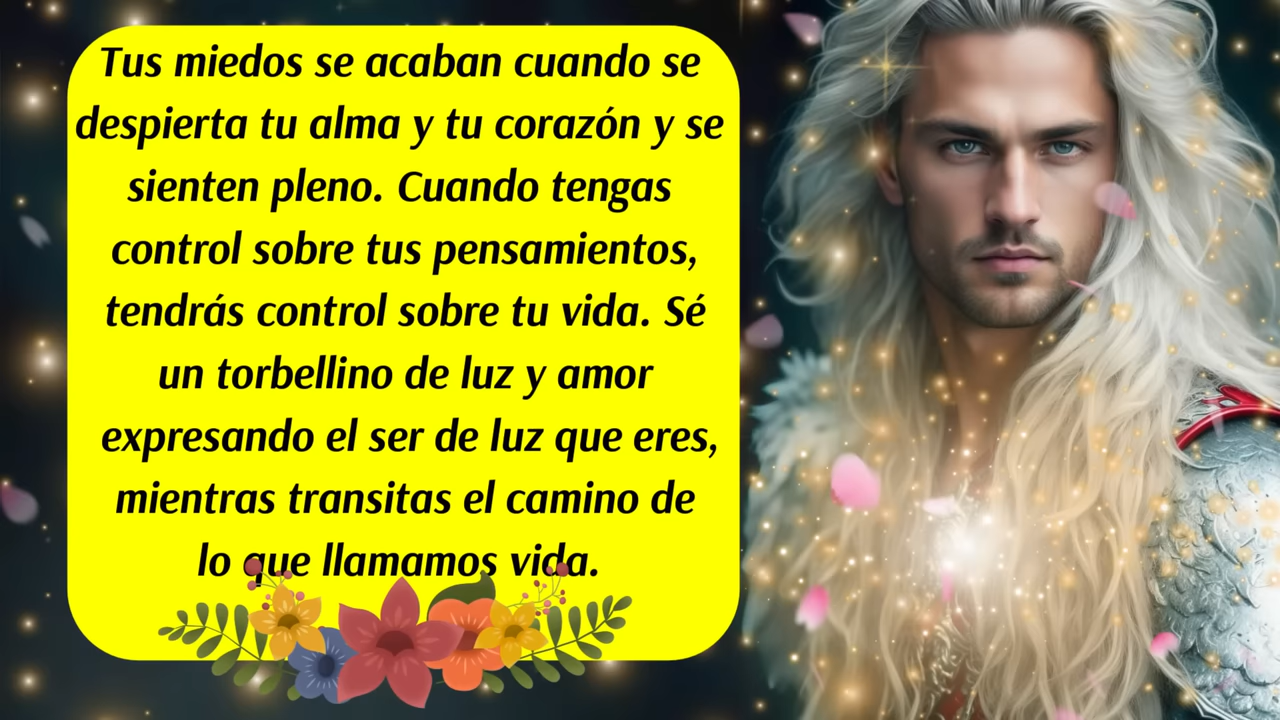 Tus miedos se acaban cuando se
despierta tu alma y tu corazón y se
sienten pleno. Cuando tengas
control sobre tus pensamientos,
tendrás control sobre tu vida. Sé
un torbellino de luz y amor
expresando el ser de luz que eres,
mientras transitas el camino de
lo que llamamos vida.